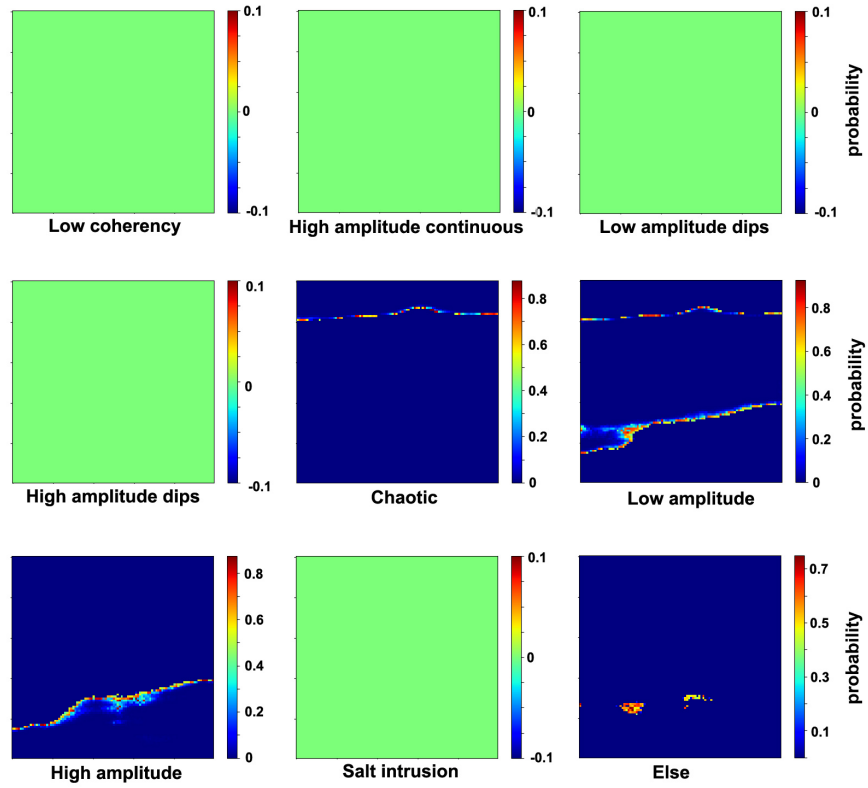 0.1
0
-0.1
Low coherency
0.1
0
-0.1
High amplitude continuous
0.1
0
-0.1
probability
Low amplitude dips
0.1
0
-0.1
High amplitude dips
0.8
0.6
0.4
0.2
0
Chaotic
0.8
0.6
0.4
0.2
0
probability
Low amplitude
0.8
0.6
0.4
0.2
0
High amplitude
0.1
0
-0.1
Salt intrusion
0.7
0.5
0.3
0.1
probability
Else